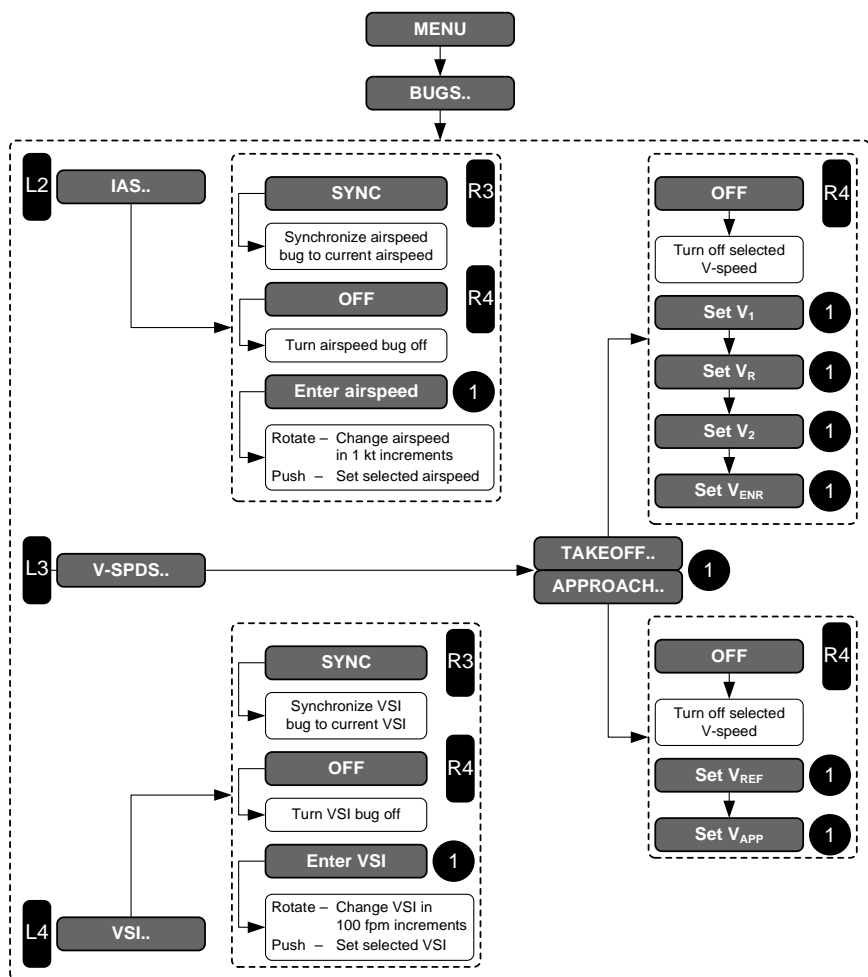 MENU
BUGS..
L2
IAS..
SYNC
R3
Synchronize airspeed
bug to current airspeed
OFF
R4
Turn airspeed bug off
Enter airspeed
1
Rotate – Change airspeed
in 1 kt increments
Push – Set selected airspeed
OFF
R4
Turn off selected
V-speed
Set V1
1
Set VR
1
Set V2
1
Set VENR
1
L3
V-SPDS..
TAKEOFF..
APPROACH..
1
SYNC
R3
Synchronize VSI
bug to current VSI
OFF
R4
Turn VSI bug off
Enter VSI
1
Rotate – Change VSI in
100 fpm increments
Push – Set selected VSI
L4
VSI..
OFF
R4
Turn off selected
V-speed
Set VREF
1
Set VAPP
1